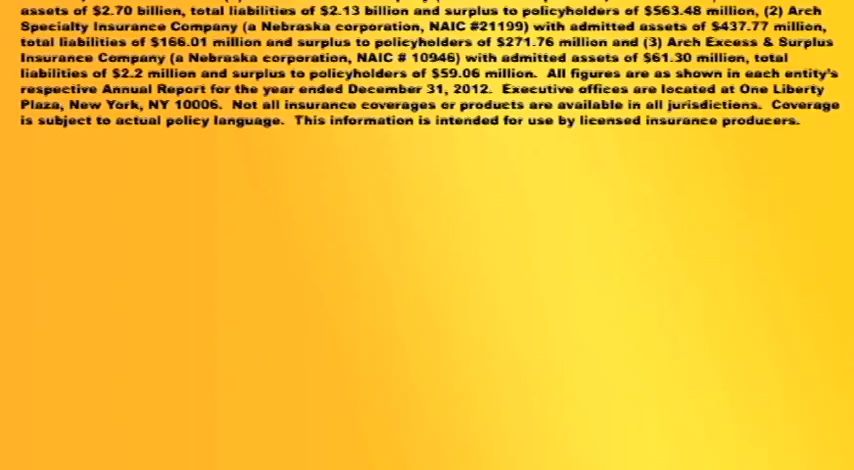 assets of $2.70 billion, total liabilities of $2.13 billion and surplus to policyholders of $563.48 million, (2) Arch
Specialty Insurance Company (a Nebraska corporation, NAIC #21199) with admitted assets of $437.77 million,
total liabilities of $166.01 million and surplus to policyholders of $271.76 million and (3) Arch Excess & Surplus
Insurance Company (a Nebraska corporation, NAIC # 10946) with admitted assets of $61.30 million, total
liabilities of $2.2 million and surplus to policyholders of $59.06 million.  All figures are as shown in each entity's
respective Annual Report for the year ended December 31, 2012.  Executive offices are located at One Liberty
Plaza, New York, NY 10006.  Not all insurance coverages or products are available in all jurisdictions.  Coverage
is subject to actual policy language.  This information is intended for use by licensed insurance producers.